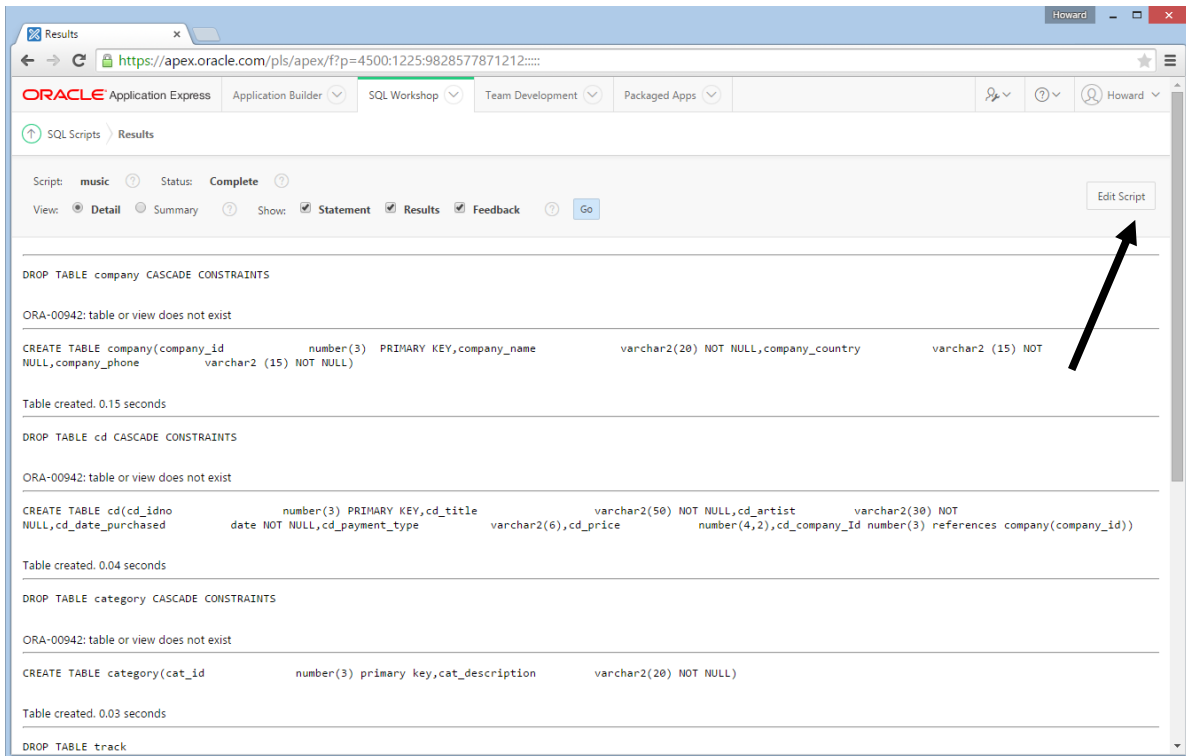 Howard
Results
https://apex.oracle.com/pls/apex/f?p=4500:1225:9828577871212:::::
ORACLE Application Express Application Builder SQL Workshop Team Development Packaged Apps ? Howard
SQL Scripts Results
Script: music ? Status: Complete ?
View: Detail Summary ? Show: Statement Results Feedback ? Go
Edit Script
DROP TABLE company CASCADE CONSTRAINTS
ORA-00942: table or view does not exist
CREATE TABLE company(company_id number(3) PRIMARY KEY,company_name varchar2(20) NOT NULL,company_country varchar2 (15) NOT
NULL,company_phone varchar2 (15) NOT NULL)
Table created. 0.15 seconds
DROP TABLE cd CASCADE CONSTRAINTS
ORA-00942: table or view does not exist
CREATE TABLE cd(cd_idno number(3) PRIMARY KEY,cd_title varchar2(50) NOT NULL,cd_artist varchar2(30) NOT
NULL,cd_date_purchased date NOT NULL,cd_payment_type varchar2(6),cd_price number(4,2),cd_company_Id number(3) references company(company_id))
Table created. 0.04 seconds
DROP TABLE category CASCADE CONSTRAINTS
ORA-00942: table or view does not exist
CREATE TABLE category(cat_id number(3) primary key,cat_description varchar2(20) NOT NULL)
Table created. 0.03 seconds
DROP TABLE track